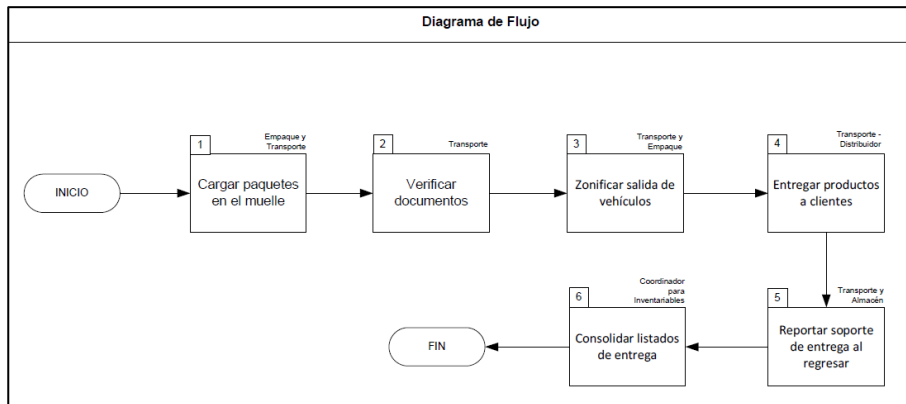 Diagrama de Flujo
INICIO
1
Empaque y
Transporte
Cargar paquetes
en el muelle
2
Transporte
Verificar
documentos
3
Transporte y
Empaque
Zonificar salida de
vehículos
4
Transporte -
Distribuidor
Entregar productos
a clientes
5
Transporte y
Almacén
Reportar soporte
de entrega al
regresar
6
Coordinador
para
Inventariables
Consolidar listados
de entrega
FIN